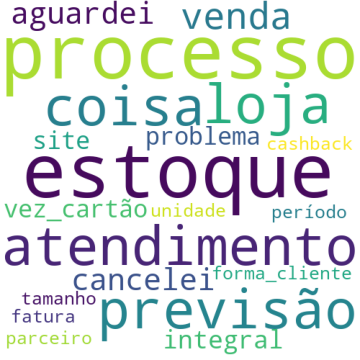 aguardei venda
processo
coisa loja
site problema cashback
estoque
vez_cartão unidade período
atendimento
cancelei forma_cliente
tamanho previsão
fatura
parceiro integral